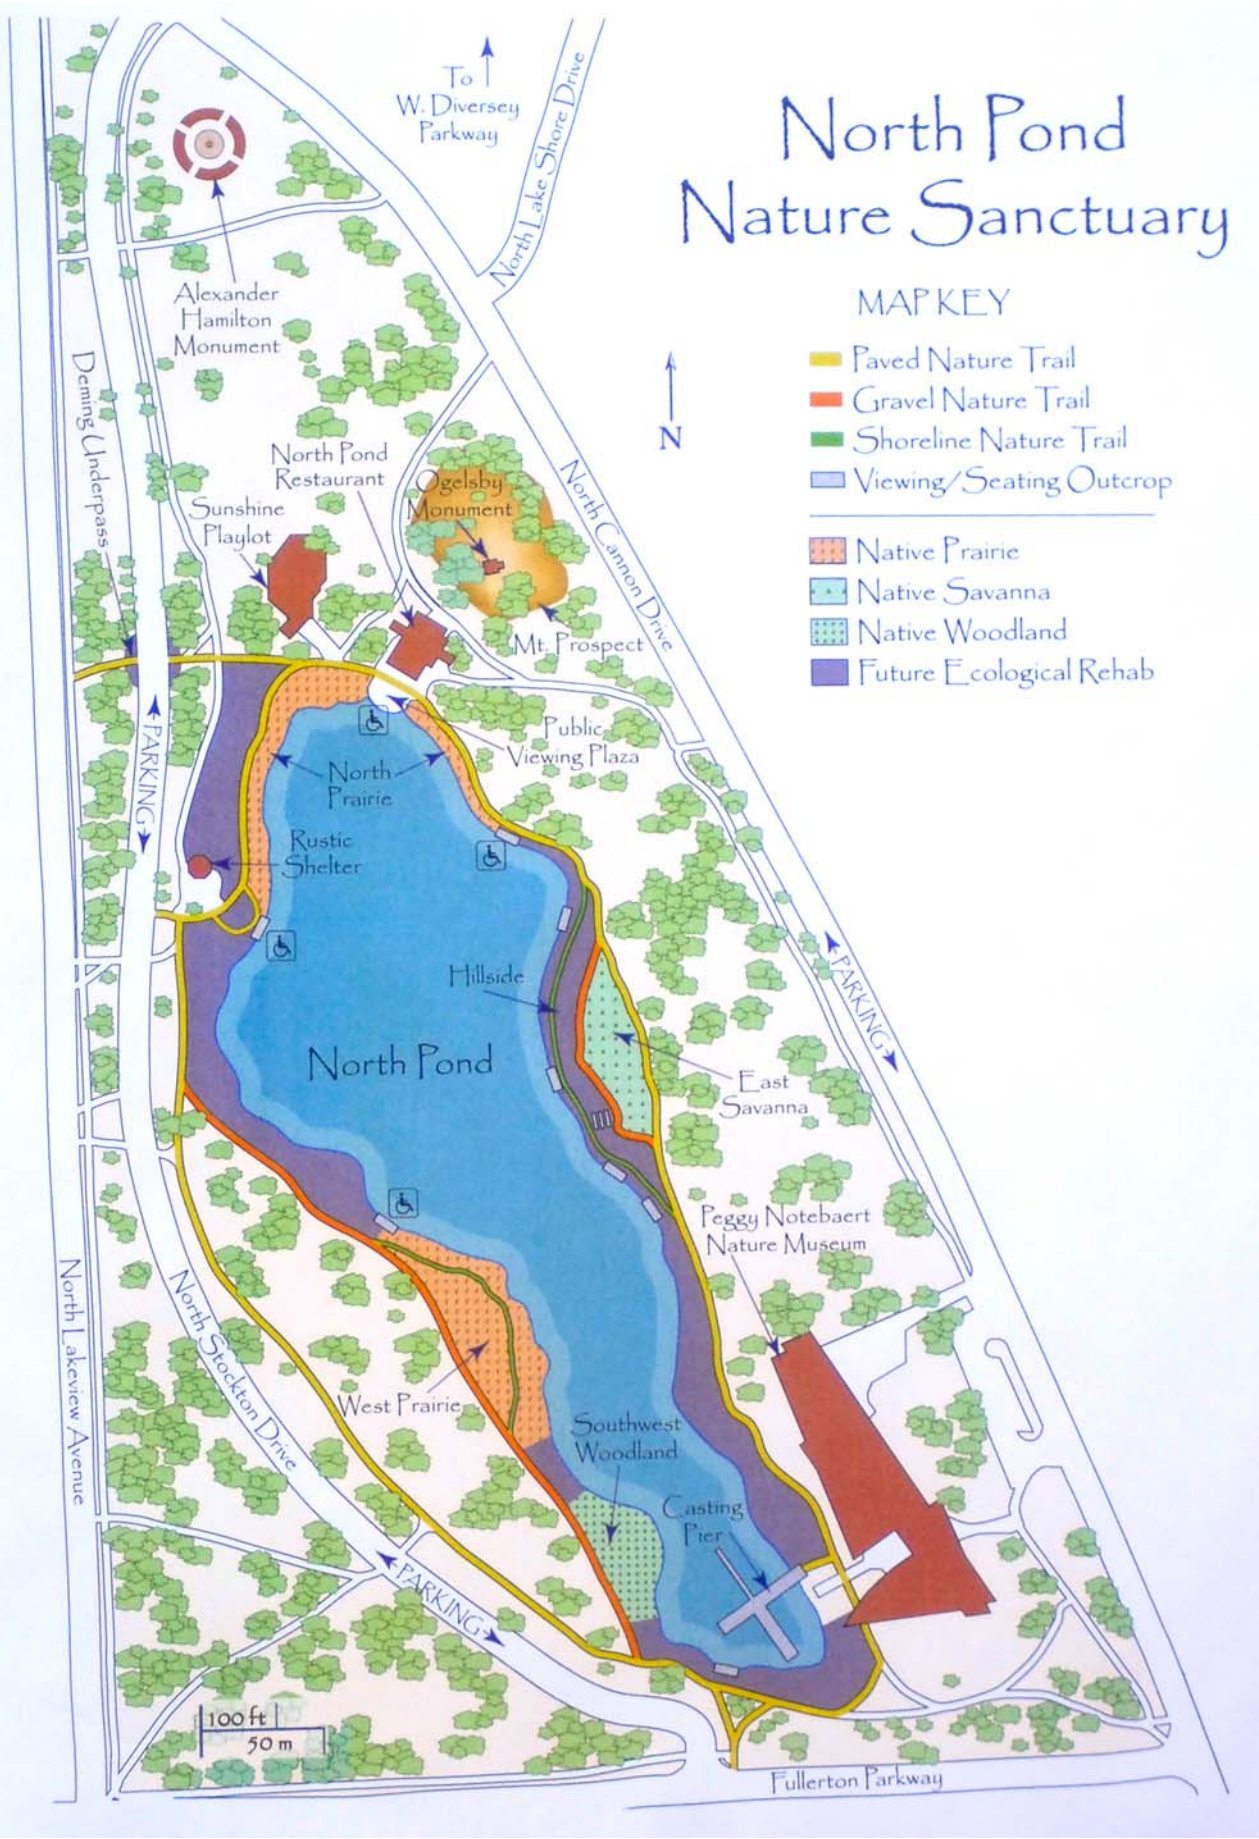 North Pond
Nature Sanctuary
To
W. Diversey
Parkway
North Lake Shore Drive
MAP KEY
Paved Nature Trail
Gravel Nature Trail
Shoreline Nature Trail
Viewing/Seating Outcrop
Native Prairie
Native Savanna
Native Woodland
Future Ecological Rehab
N
Alexander
Hamilton
Monument
Deming Underpass
North Pond
Restaurant
Sunshine
Playlot
Ogelsby
Monument
North Cannon Drive
Mt. Prospect
Public
Viewing Plaza
PARKING
North
Prairie
Rustic
Shelter
Hillside
PARKING
North Pond
East
Savanna
Peggy Notebaert
Nature Museum
North Lakeview Avenue
North Stockton Drive
West Prairie
Southwest
Woodland
Casting
Pier
PARKING
100 ft
50 m
Fullerton Parkway